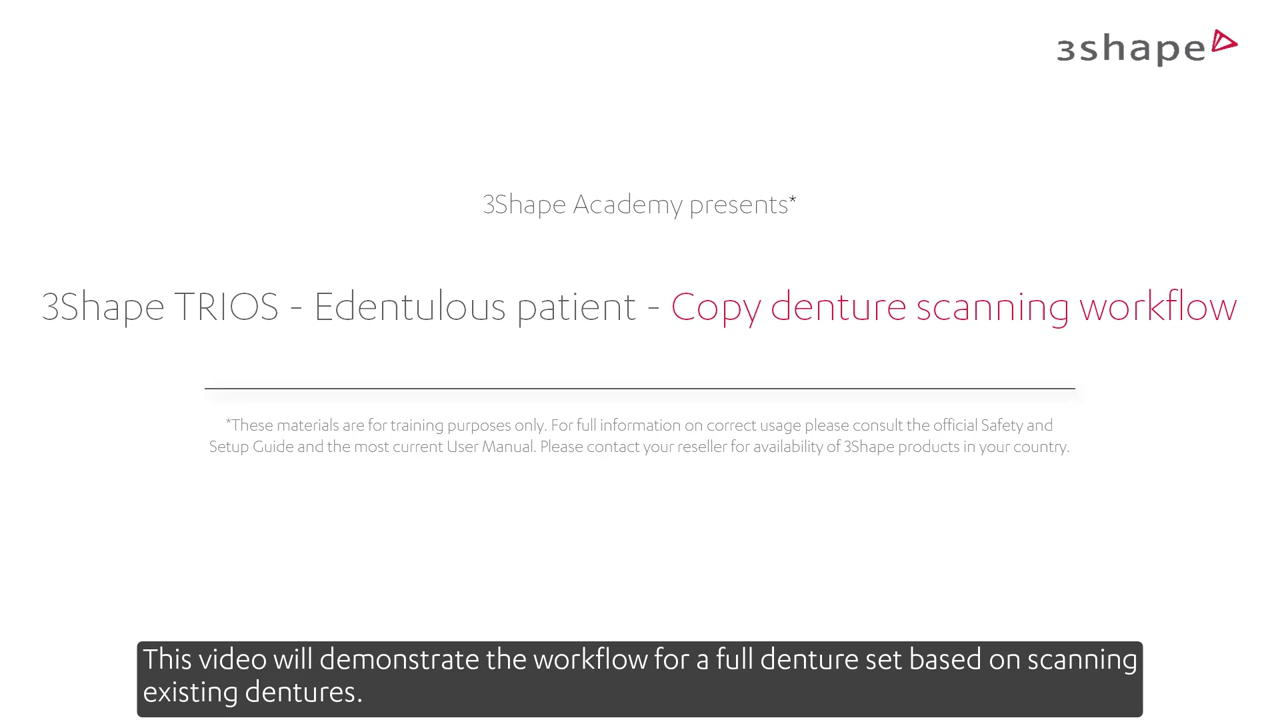 3shape
3Shape Academy presents*
3Shape TRIOS - Edentulous patient - Copy denture scanning workflow
*These materials are for training purposes only. For full information on correct usage please consult the official Safety and
Setup Guide and the most current User Manual. Please contact your reseller for availability of 3Shape products in your country.
This video will demonstrate the workflow for a full denture set based on scanning
existing dentures.